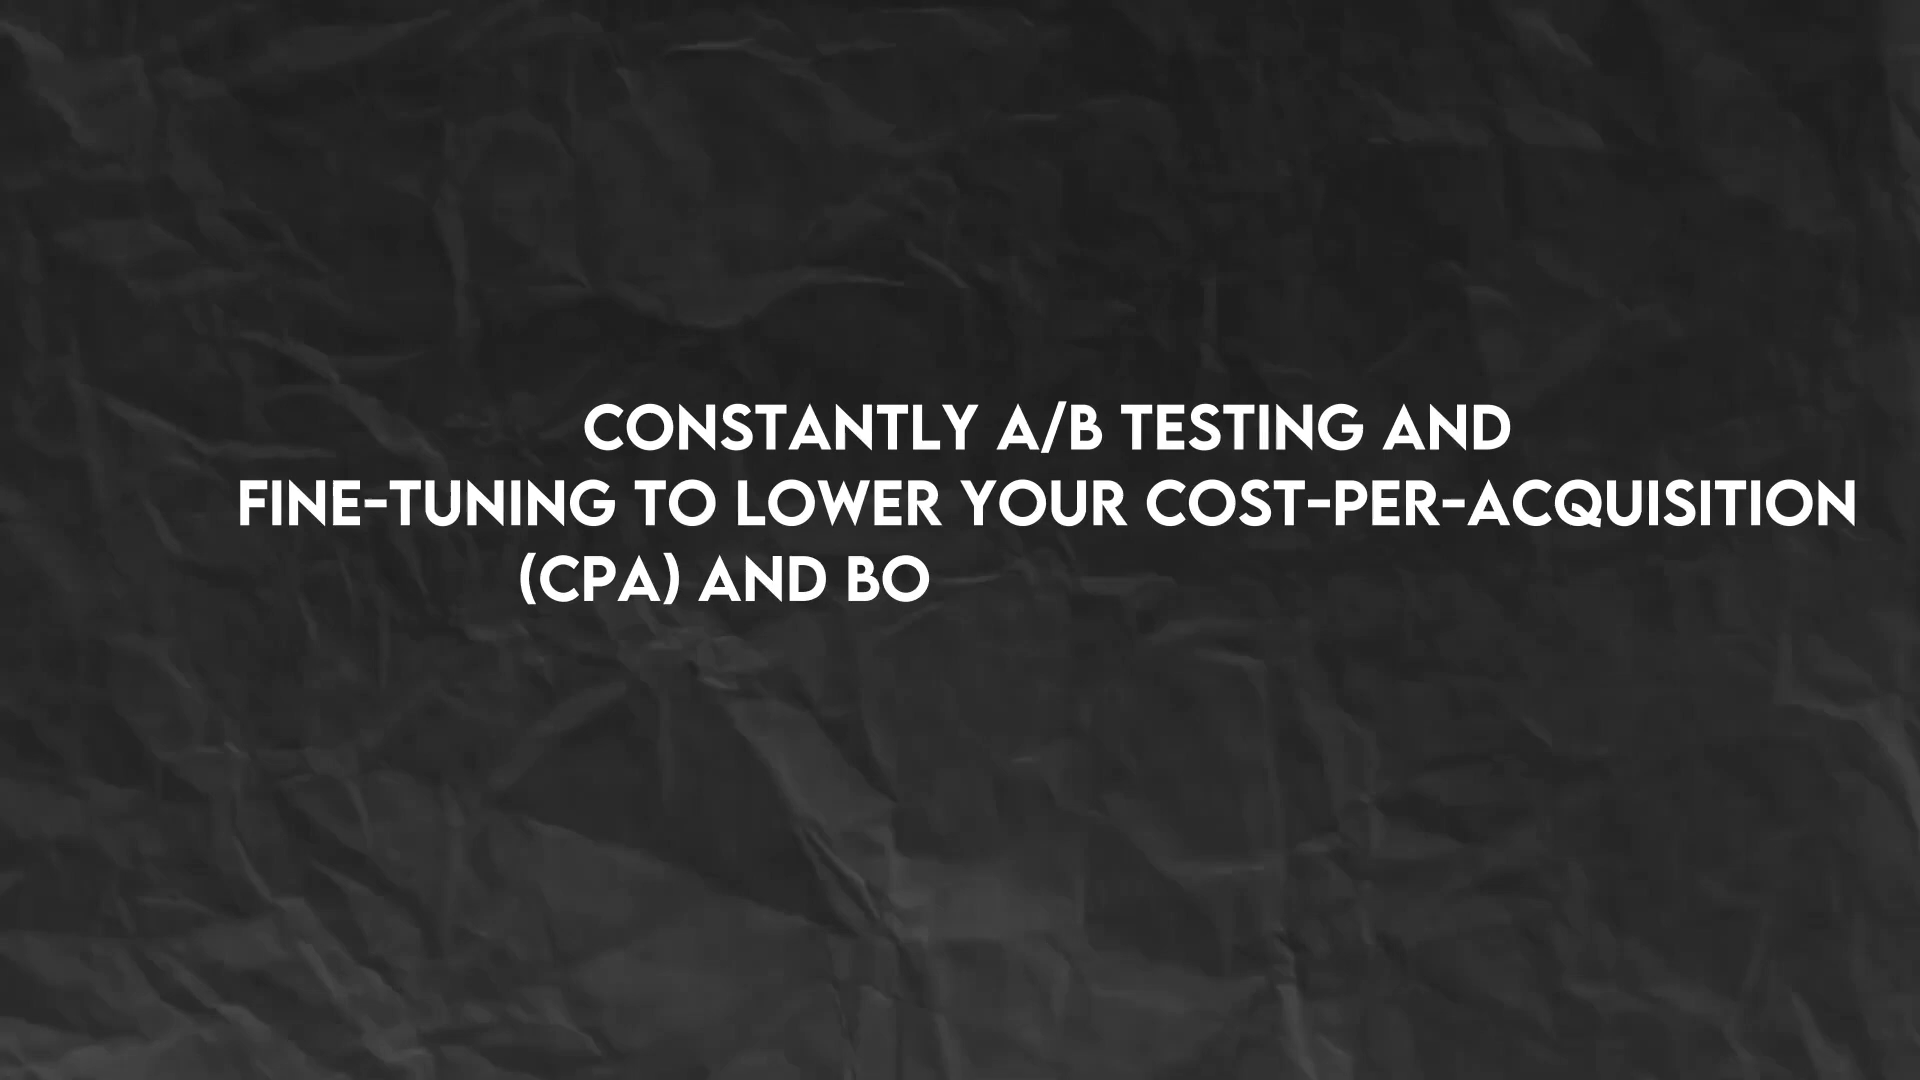 CONSTANTLY A/B TESTING AND
FINE-TUNING TO LOWER YOUR COST-PER-ACQUISITION
(CPA) AND BO